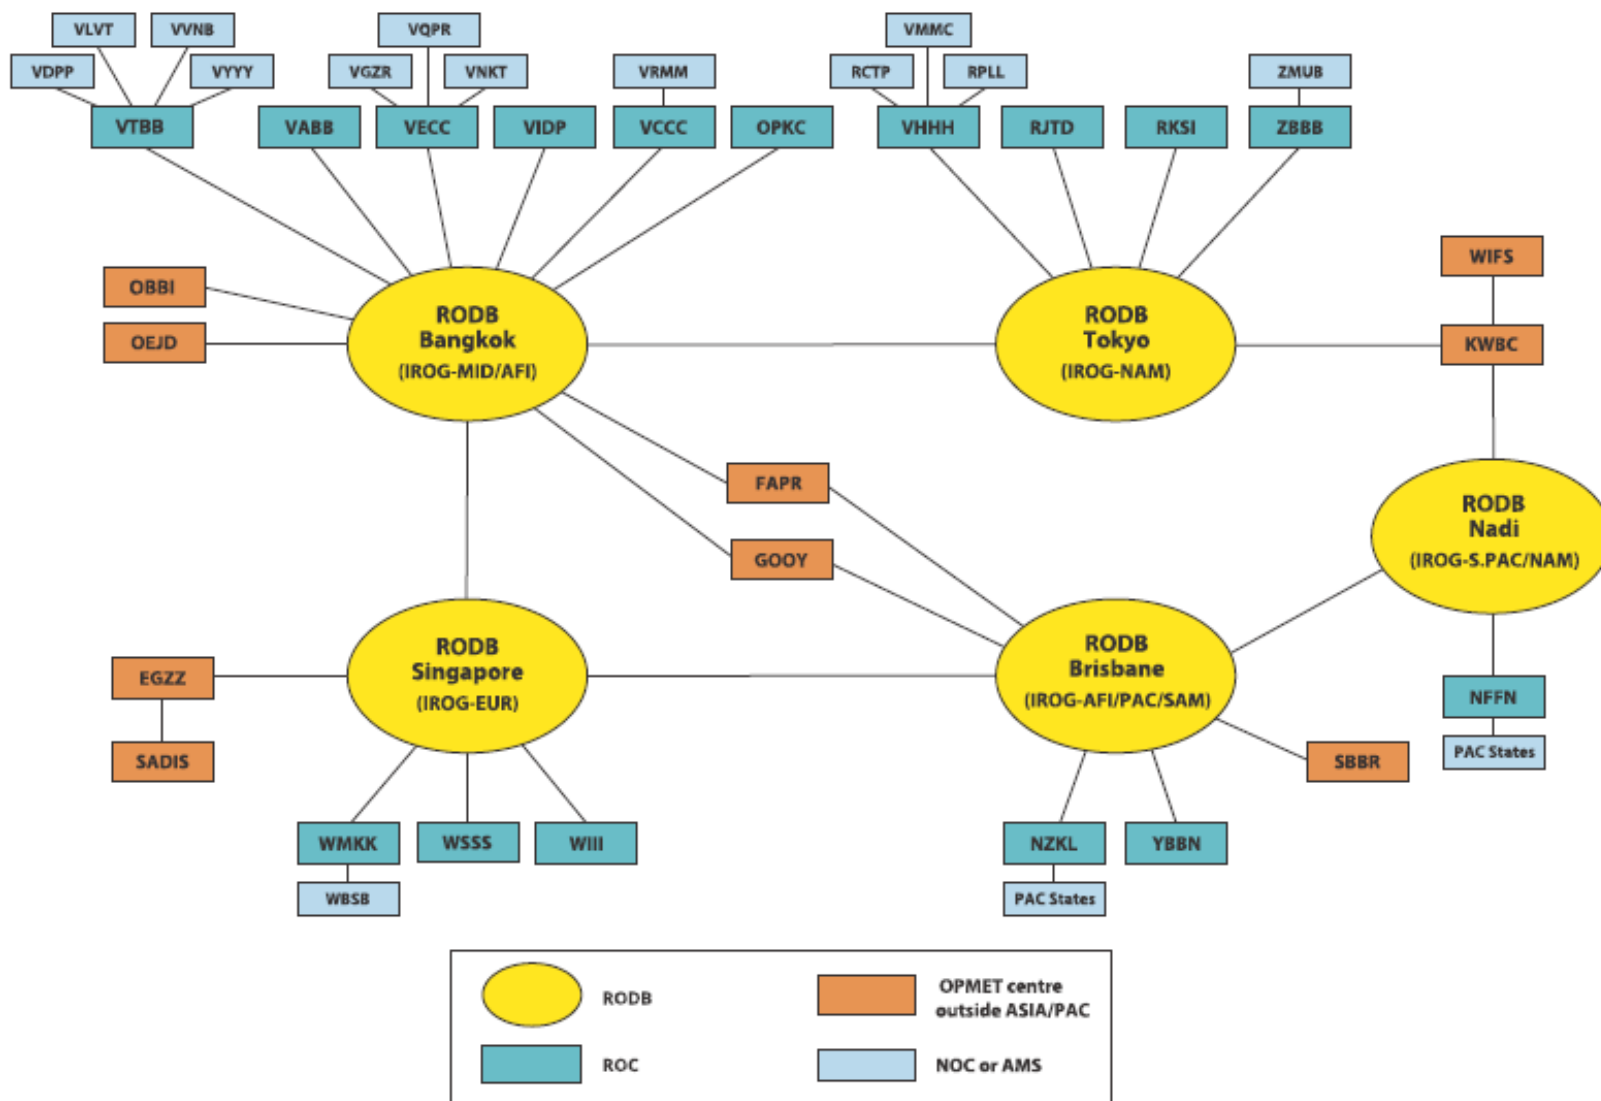 VLVT
VVNB
VQPR
VMMC
VDPP
VYYY
VGZR
VNKT
VRMM
RCTP
RPLL
ZMUB
VTBB
VABB
VECC
VIDP
VCCC
OPKC
VHHH
RJTD
RKSI
ZBBB
WIFS
OBBI
OEJD
RODB
Bangkok
(IROG-MID/AFI)
RODB
Tokyo
(IROG-NAM)
KWBC
FAPR
GOOY
RODB
Nadi
(IROG-S.PAC/NAM)
EGZZ
SADIS
RODB
Singapore
(IROG-EUR)
RODB
Brisbane
(IROG-AFI/PAC/SAM)
NFFN
PAC States
SBBR
WMKK
WSSS
WIII
NZKL
YBBN
WBSB
PAC States
RODB
OPMET centre
outside ASIA/PAC
ROC
NOC or AMS